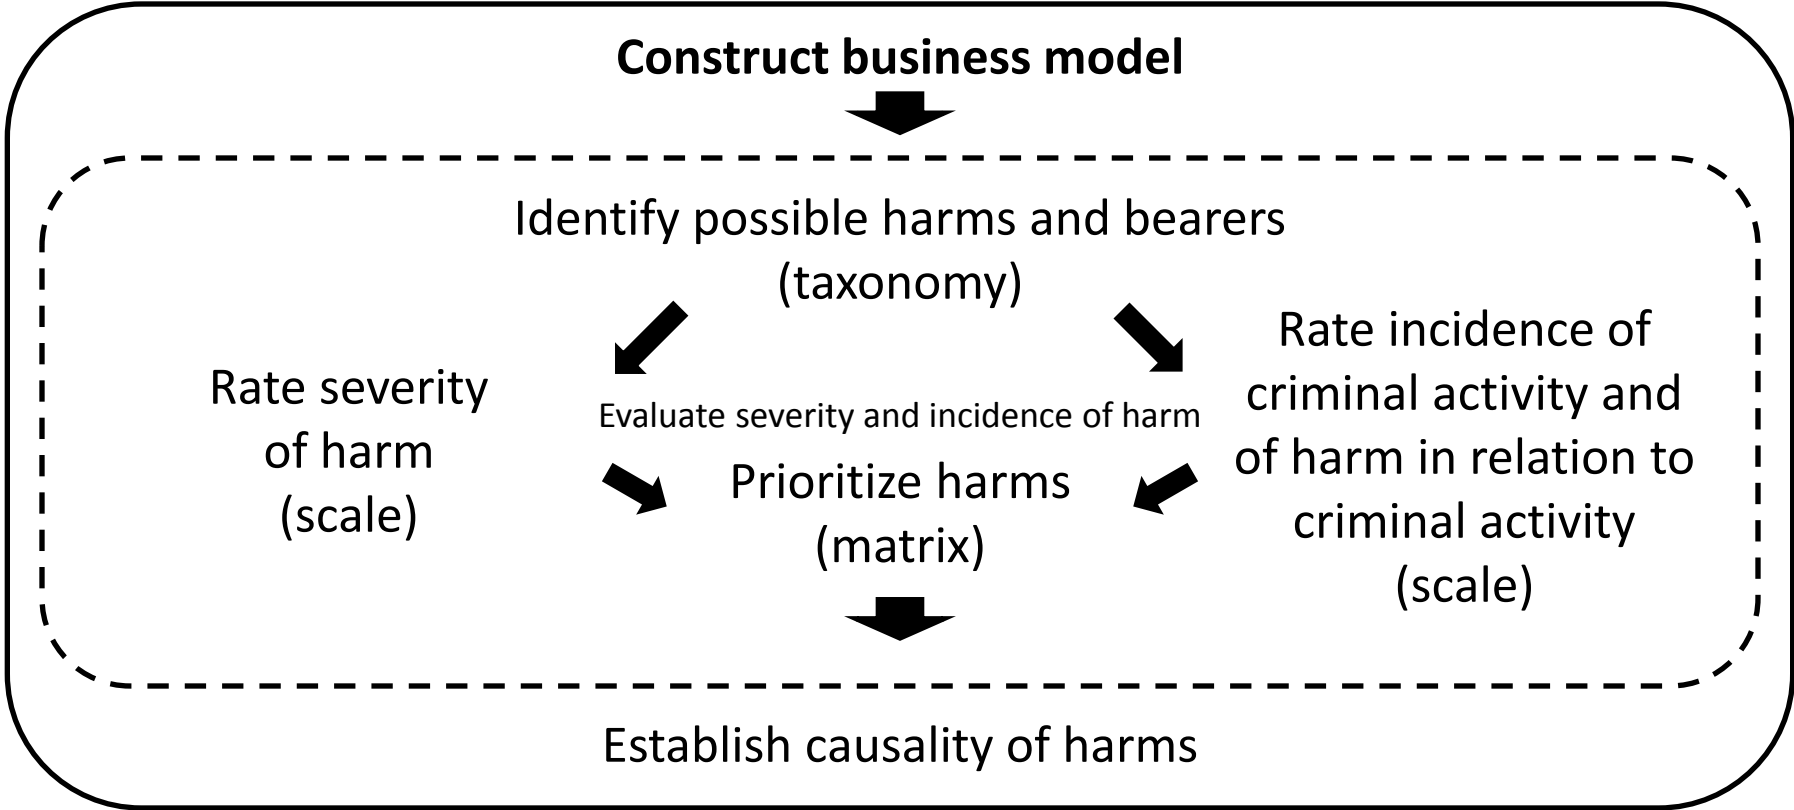 Construct business model
Identify possible harms and bearers
(taxonomy)
Rate severity
of harm
(scale)
Evaluate severity and incidence of harm
Prioritize harms
(matrix)
Rate incidence of
criminal activity and
of harm in relation to
criminal activity
(scale)
Establish causality of harms